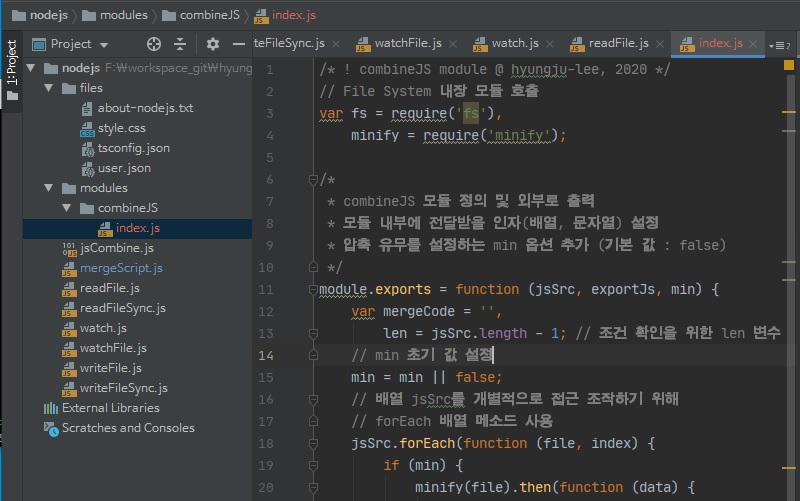 nodejs modules combineJS index.js
Project
teFileSync.js watchFile.js watch.js readFile.js index.js
1: Project
nodejs F:₩workspace_git₩hyung
files
about-nodejs.txt
style.css
tsconfig.json
user.json
modules
combineJS
index.js
jsCombine.js
mergeScript.js
readFile.js
readFileSync.js
watch.js
watchFile.js
writeFile.js
writeFileSync.js
External Libraries
Scratches and Consoles
1 /* ! combineJS module @ hyungju-lee, 2020 */
2 // File System 내장 모듈 호출
3 var fs = require('fs'),
4 minify = require('minify');
5
6 /*
7 * combineJS 모듈 정의 및 외부로 출력
8 * 모듈 내부에 전달받을 인자(배열, 문자열) 설정
9 * 압축 유무를 설정하는 min 옵션 추가 (기본 값 : false)
10 */
11 module.exports = function (jsSrc, exportJs, min) {
12 var mergeCode = '',
13 len = jsSrc.length - 1; // 조건 확인을 위한 len 변수
14 // min 초기 값 설정
15 min = min || false;
16 // 배열 jsSrc를 개별적으로 접근 조작하기 위해
17 // forEach 배열 메소드 사용
18 jsSrc.forEach(function (file, index) {
19 if (min) {
20 minify(file).then(function (data) {